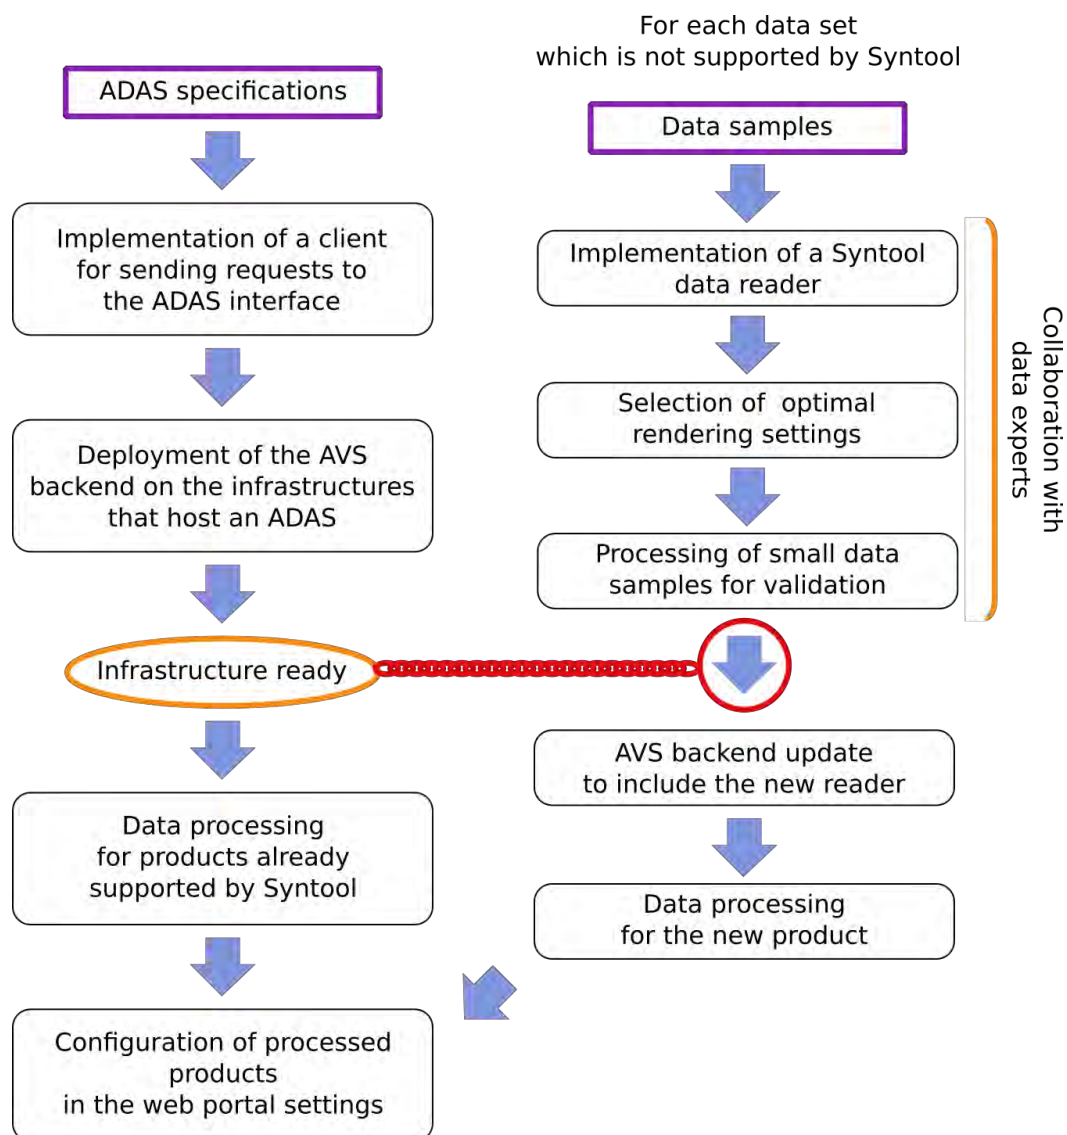 For each data set
which is not supported by Syntool
ADAS specifications
Implementation of a client
for sending requests to
the ADAS interface
Deployment of the AVS
backend on the infrastructures
that host an ADAS
Infrastructure ready
Data processing
for products already
supported by Syntool
Configuration of processed
products
in the web portal settings
Data samples
Implementation of a Syntool
data reader
Selection of  optimal
rendering settings
Processing of small data
samples for validation
AVS backend update
to include the new reader
Data processing
for the new product
Collaboration with
data experts